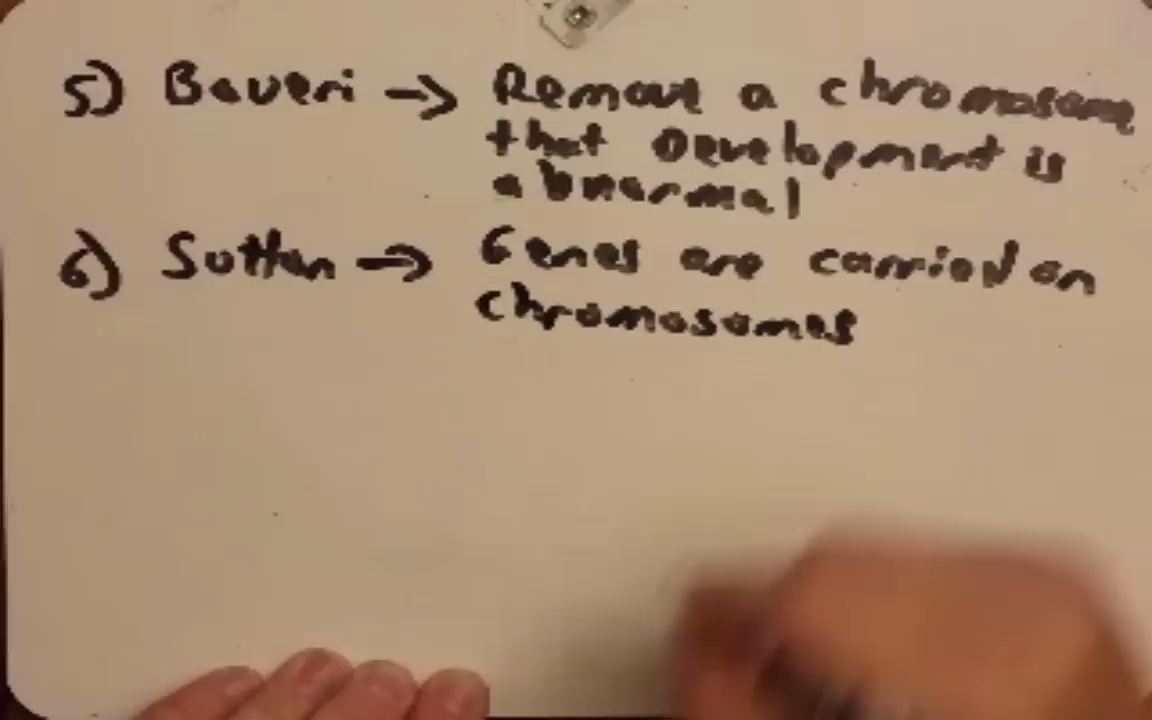 5) Boveri → Remove a chromosome
that Development is
abnormal
6) Sutton → Genes are carried on
chromosomes